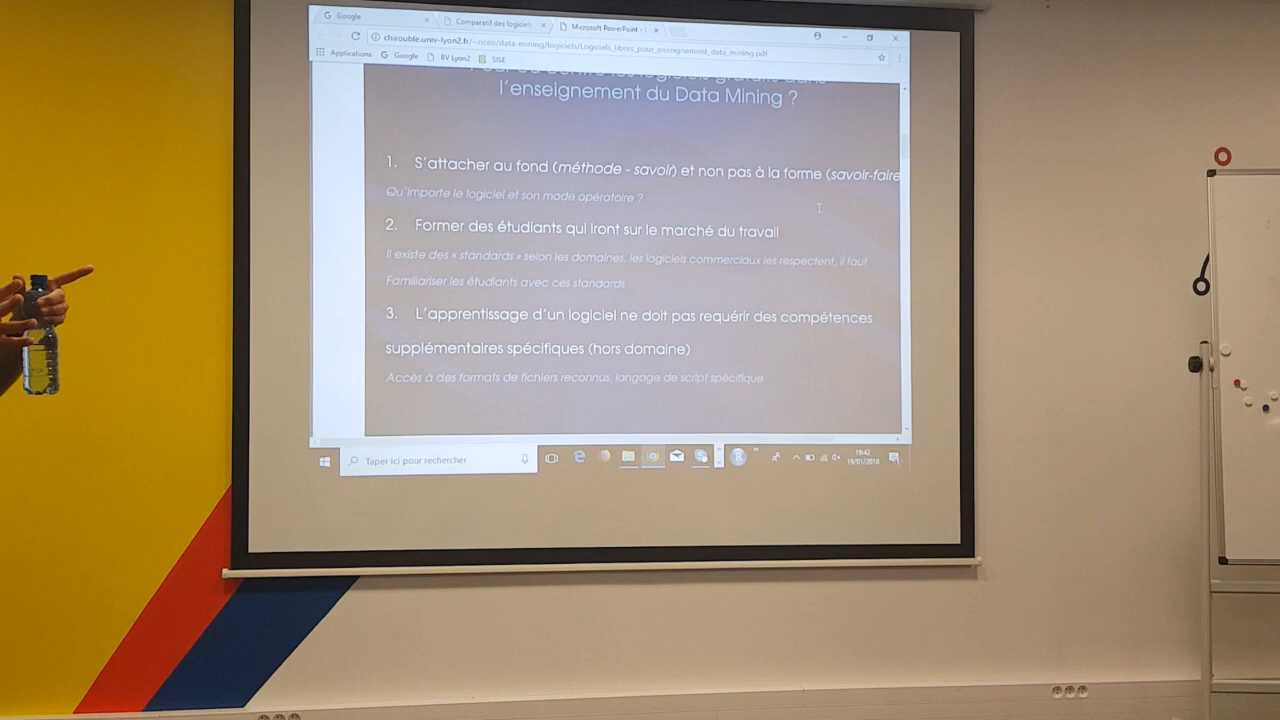 Google
Comparatif des logiciels
Microsoft PowerPoint -
chirouble.univ-lyon2.fr/~ricco/data-mining/logiciels/Logiciels_libres_pour_enseignement_data_mining.pdf
Applications Google BV Lyon2 SISE
l'enseignement du Data Mining ?
1. S'attacher au fond (méthode - savoir) et non pas à la forme (savoir-faire
Qu'importe le logiciel et son mode opératoire ?
2. Former des étudiants qui iront sur le marché du travail
Il existe des « standards » selon les domaines, les logiciels commerciaux les respectent, il faut
Familiariser les étudiants avec ces standards
3. L'apprentissage d'un logiciel ne doit pas requérir des compétences
supplémentaires spécifiques (hors domaine)
Accès à des formats de fichiers reconnus, langage de script spécifique
Taper ici pour rechercher
19:42
19/01/2018